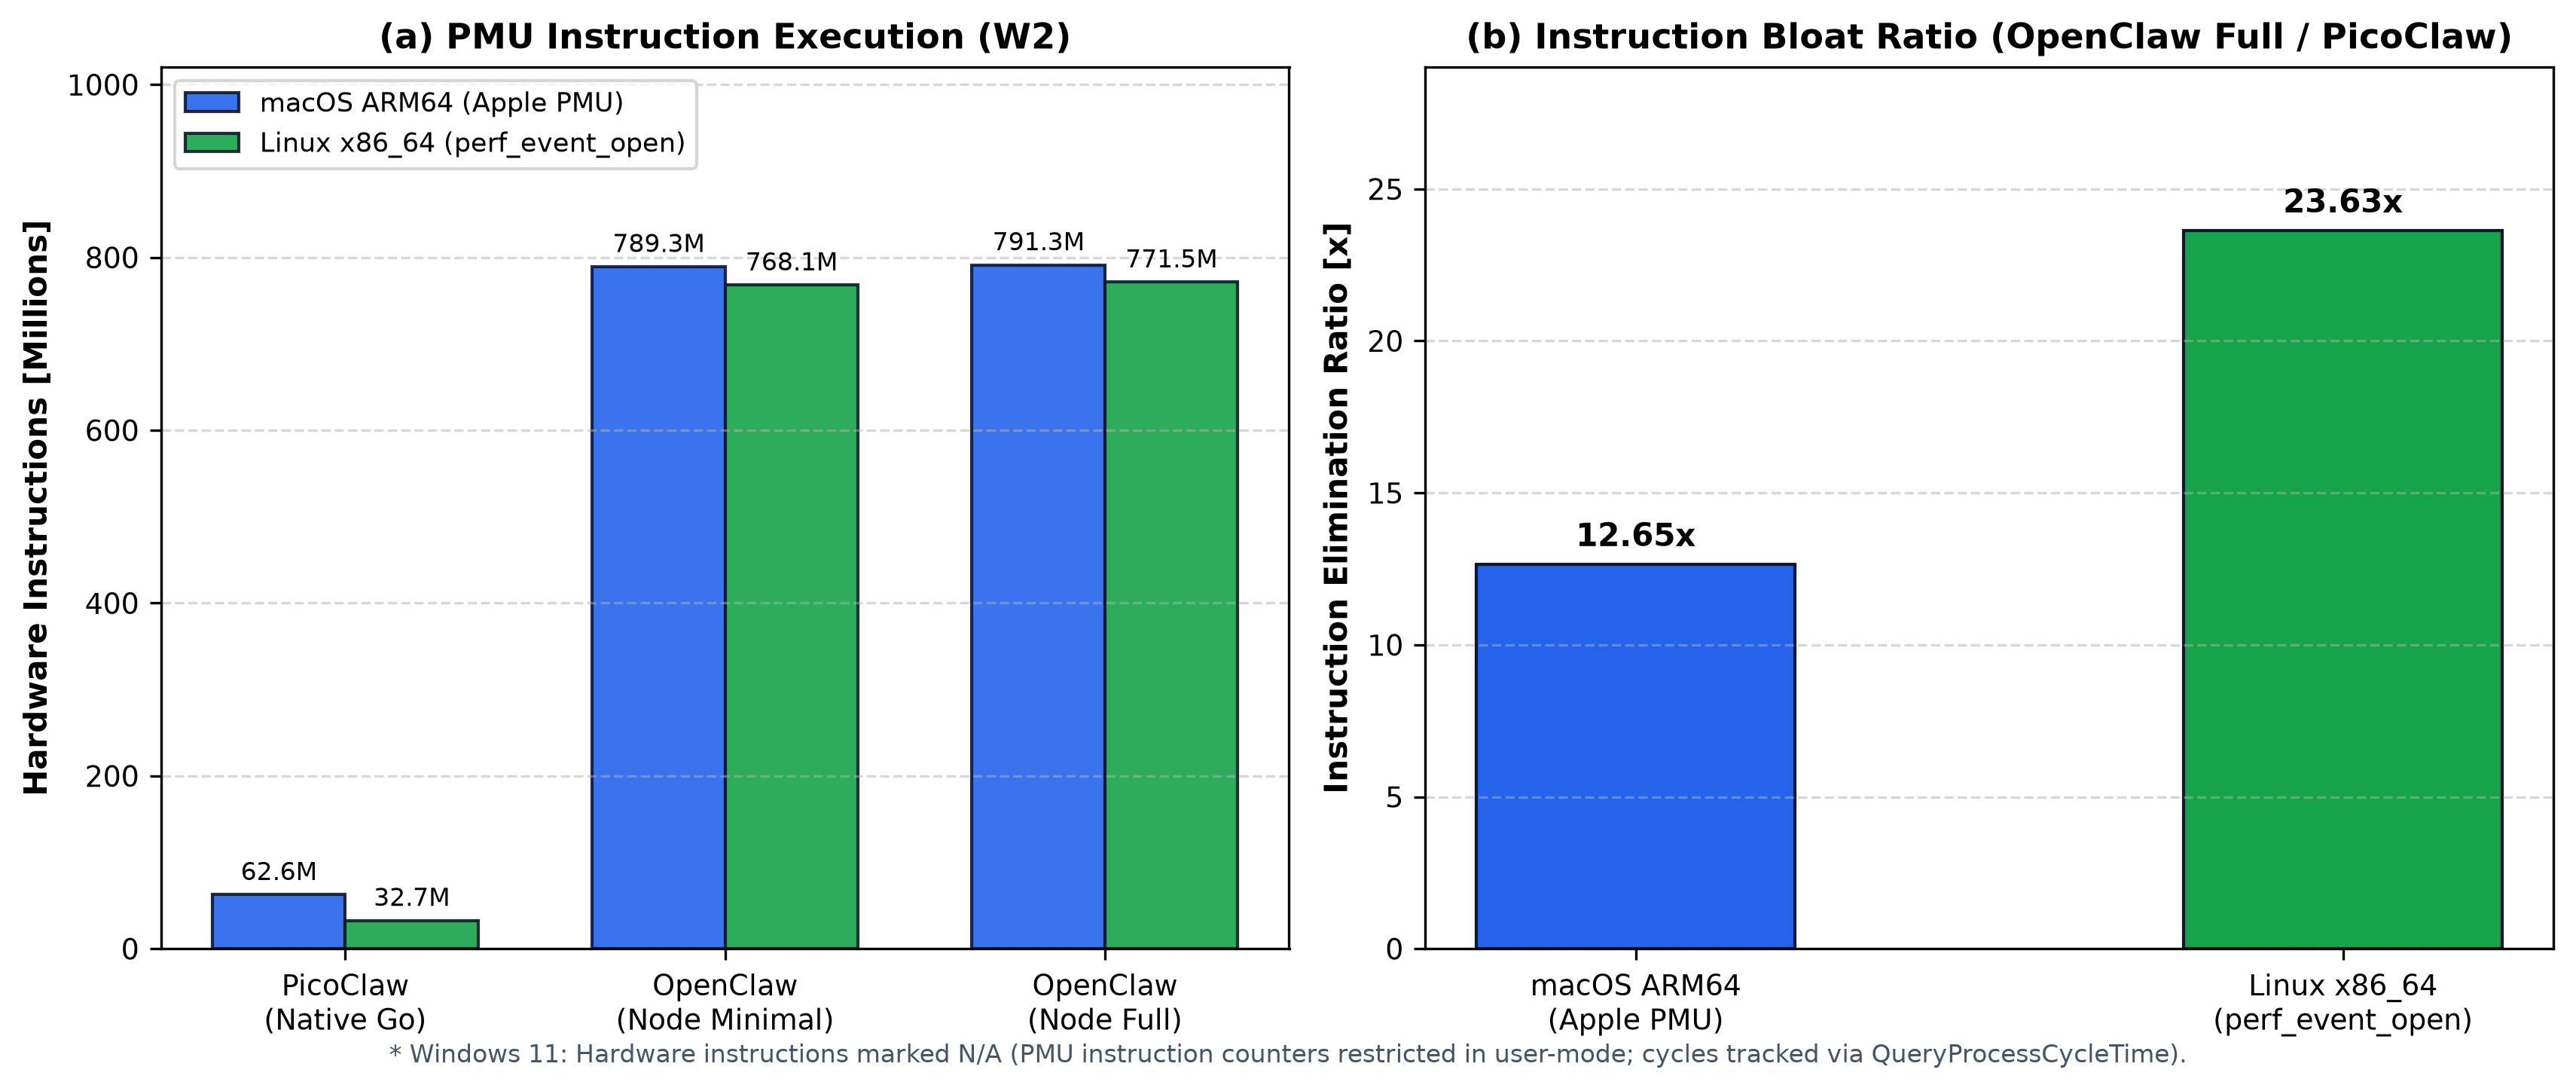 (a) PMU Instruction Execution (W2)
macOS ARM64 (Apple PMU)
Linux x86_64 (perf_event_open)
Hardware Instructions [Millions]
1000
800
600
400
200
0
62.6M
32.7M
789.3M
768.1M
791.3M
771.5M
PicoClaw
(Native Go)
OpenClaw
(Node Minimal)
OpenClaw
(Node Full)
(b) Instruction Bloat Ratio (OpenClaw Full / PicoClaw)
Instruction Elimination Ratio [x]
25
20
15
10
5
0
12.65x
23.63x
macOS ARM64
(Apple PMU)
Linux x86_64
(perf_event_open)
* Windows 11: Hardware instructions marked N/A (PMU instruction counters restricted in user-mode; cycles tracked via QueryProcessCycleTime).